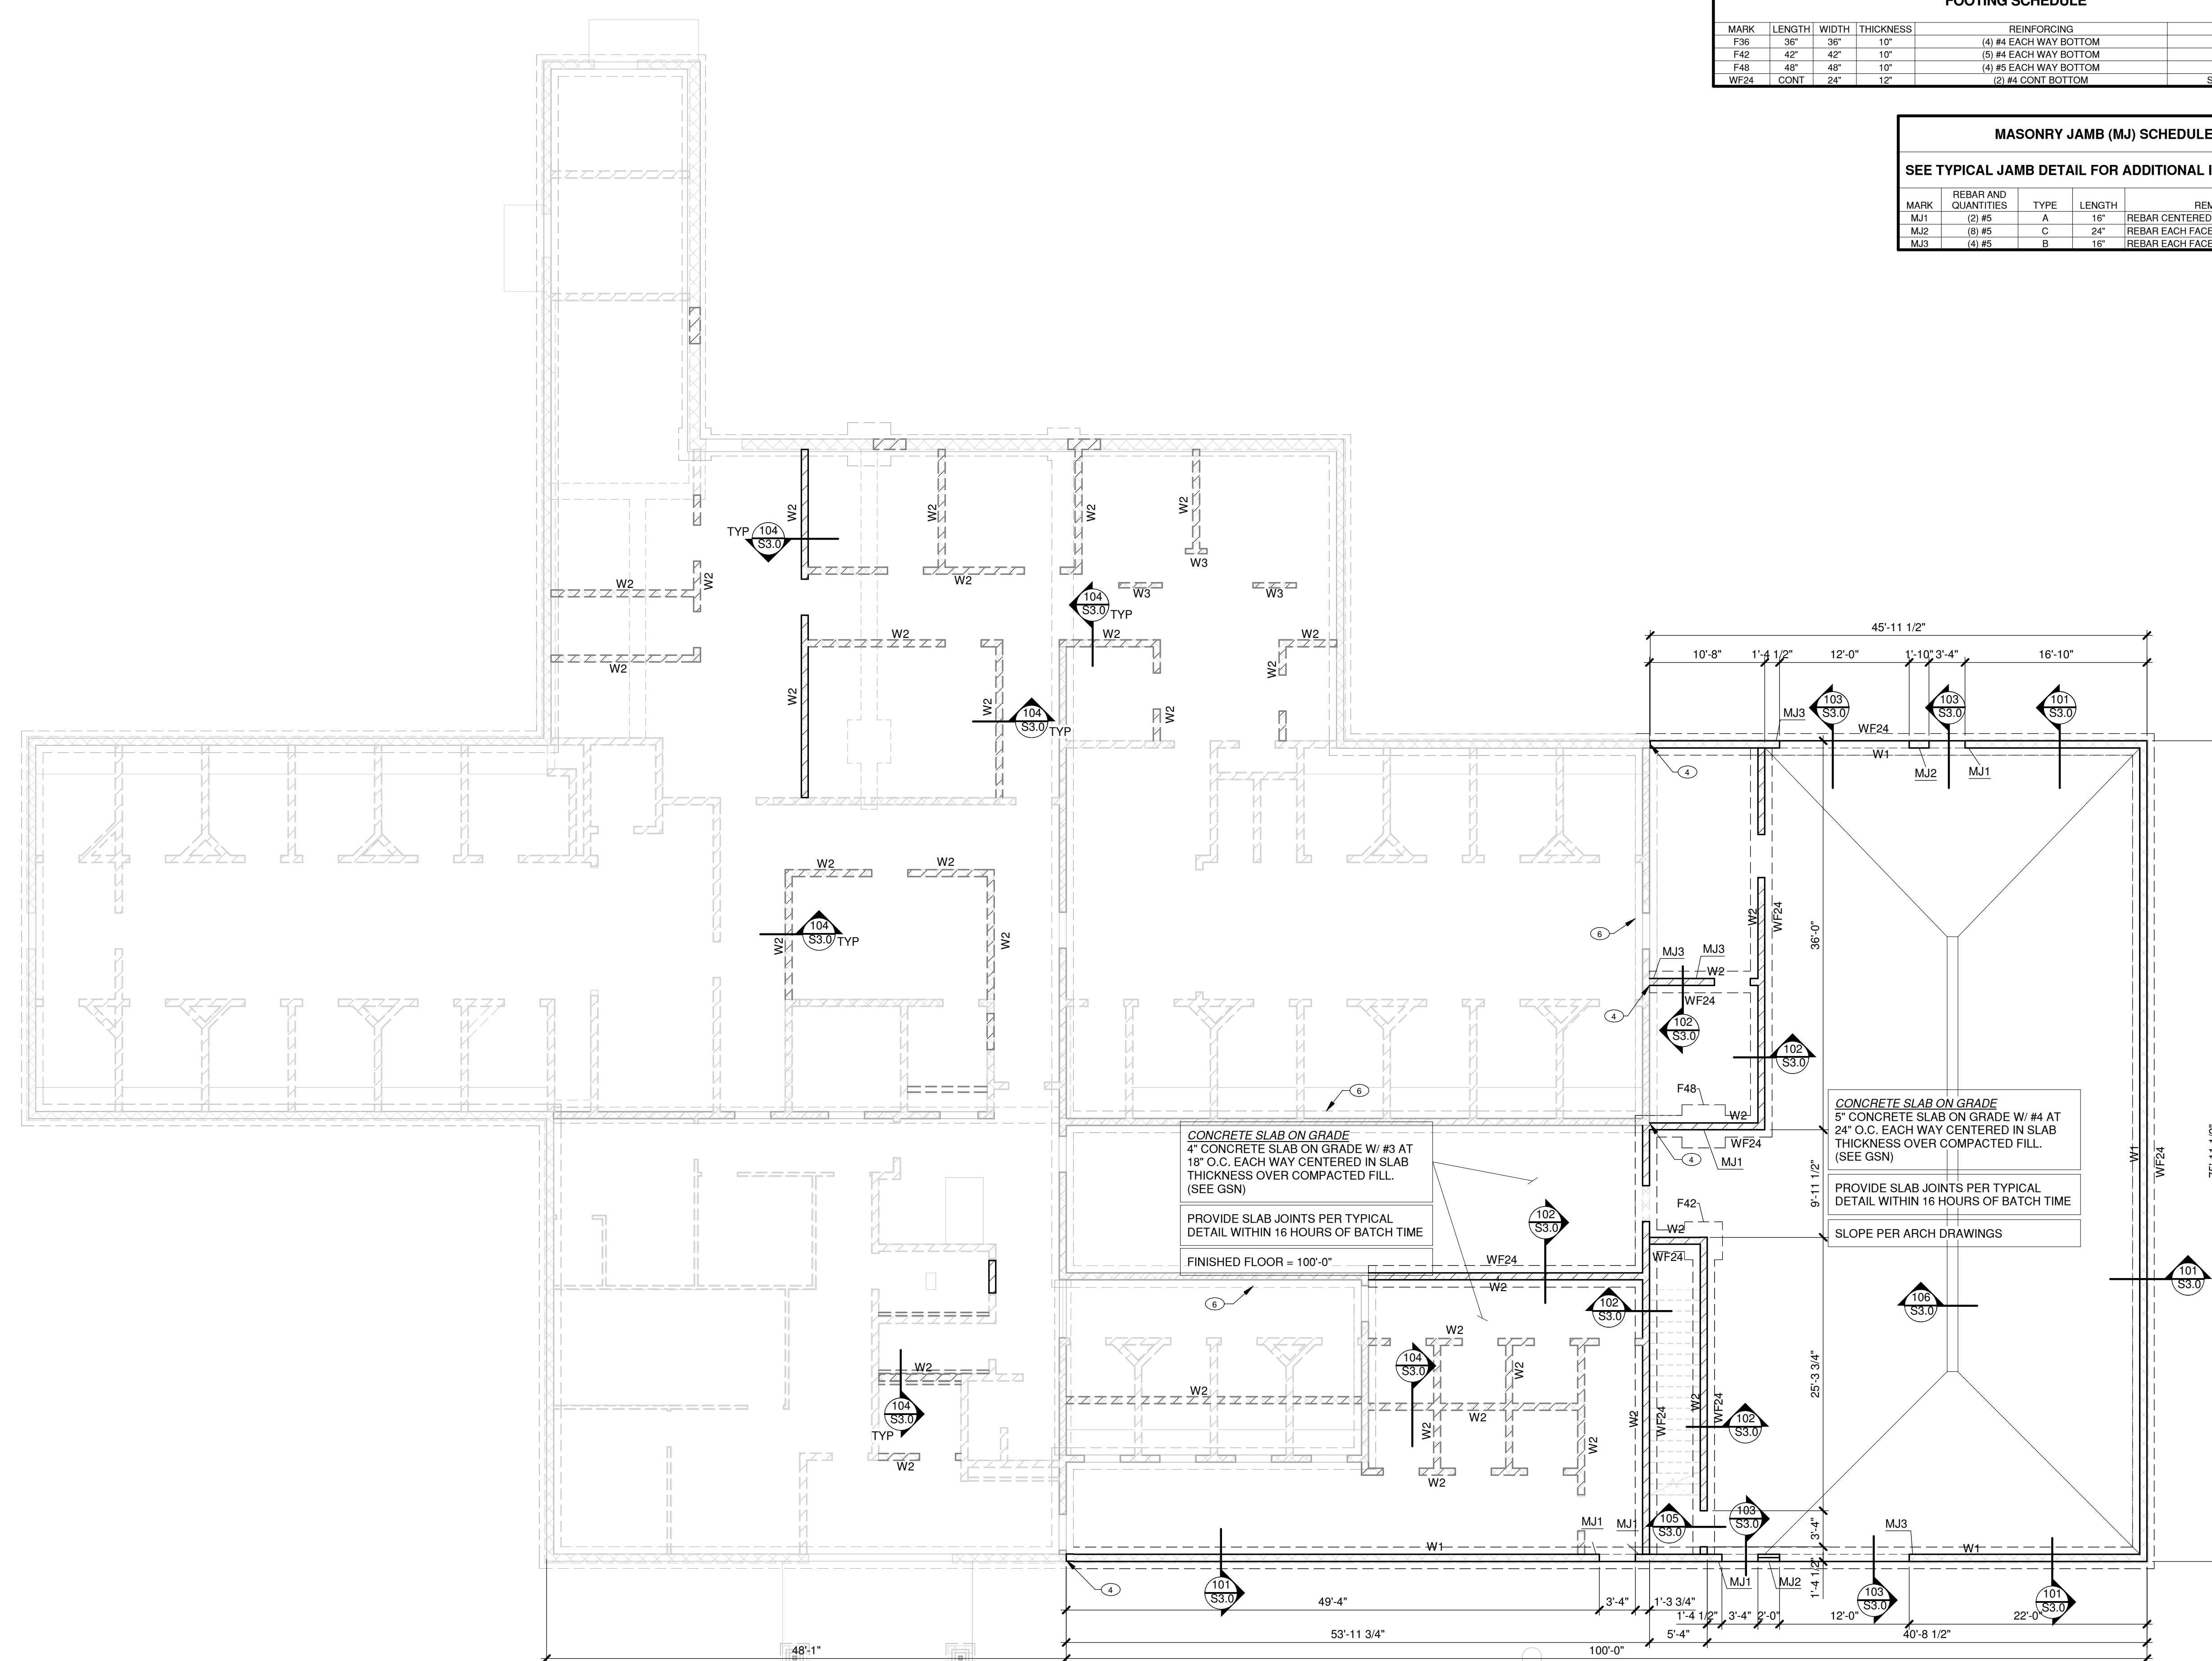 FOOTING SCHEDULE
MARK LENGTH WIDTH THICKNESS REINFORCING
F36 36" 36" 10" (4) #4 EACH WAY BOTTOM
F42 42" 42" 10" (5) #4 EACH WAY BOTTOM
F48 48" 48" 10" (4) #5 EACH WAY BOTTOM
WF24 CONT 24" 12" (2) #4 CONT BOTTOM S
MASONRY JAMB (MJ) SCHEDULE
SEE TYPICAL JAMB DETAIL FOR ADDITIONAL I
REBAR AND
MARK QUANTITIES TYPE LENGTH REM
MJ1 (2) #5 A 16" REBAR CENTERED
MJ2 (8) #5 C 24" REBAR EACH FACE
MJ3 (4) #5 B 16" REBAR EACH FACE
W2
W2
W2
W2
TYP 104
S3.0
W3
W2
W2
W2
W3
W3
104
S3.0 TYP
W2
W2
W2
W2
W2
W2
W2
W2
W2
104
S3.0 TYP
45'-11 1/2"
10'-8" 1'-4 1/2" 12'-0" 1'-10" 3'-4" 16'-10"
103
S3.0
103
S3.0
101
S3.0
MJ3
WF24
W1
4
MJ2
MJ1
W2
W2
W2
W2
104
S3.0 TYP
6
W2
WF24
36'-0"
MJ3
MJ3
W2
WF24
4
102
S3.0
102
S3.0
6
F48
W2
WF24
4
MJ1
CONCRETE SLAB ON GRADE
4" CONCRETE SLAB ON GRADE W/ #3 AT
18" O.C. EACH WAY CENTERED IN SLAB
THICKNESS OVER COMPACTED FILL.
(SEE GSN)
PROVIDE SLAB JOINTS PER TYPICAL
DETAIL WITHIN 16 HOURS OF BATCH TIME
FINISHED FLOOR = 100'-0"
CONCRETE SLAB ON GRADE
5" CONCRETE SLAB ON GRADE W/ #4 AT
24" O.C. EACH WAY CENTERED IN SLAB
THICKNESS OVER COMPACTED FILL.
(SEE GSN)
PROVIDE SLAB JOINTS PER TYPICAL
DETAIL WITHIN 16 HOURS OF BATCH TIME
SLOPE PER ARCH DRAWINGS
W1
WF24
9'-11 1/2"
F42
W2
WF24
102
S3.0
WF24
W2
6
102
S3.0
106
S3.0
101
S3.0
W2
104
S3.0
W2
W2
W2
W2
W2
W2
W2
W2
104
S3.0
TYP
W2
W2
WF24
W2
WF24
102
S3.0
25'-3 3/4"
3'-4"
1'-4 1/2"
MJ1
MJ1
105
S3.0
103
S3.0
MJ3
W1
W1
4
101
S3.0
MJ1
MJ2
103
S3.0
101
S3.0
49'-4" 3'-4" 1'-3 3/4"
1'-4 1/2" 3'-4" 2'-0" 12'-0" 22'-0"
53'-11 3/4" 5'-4" 40'-8 1/2"
48'-1" 100'-0"